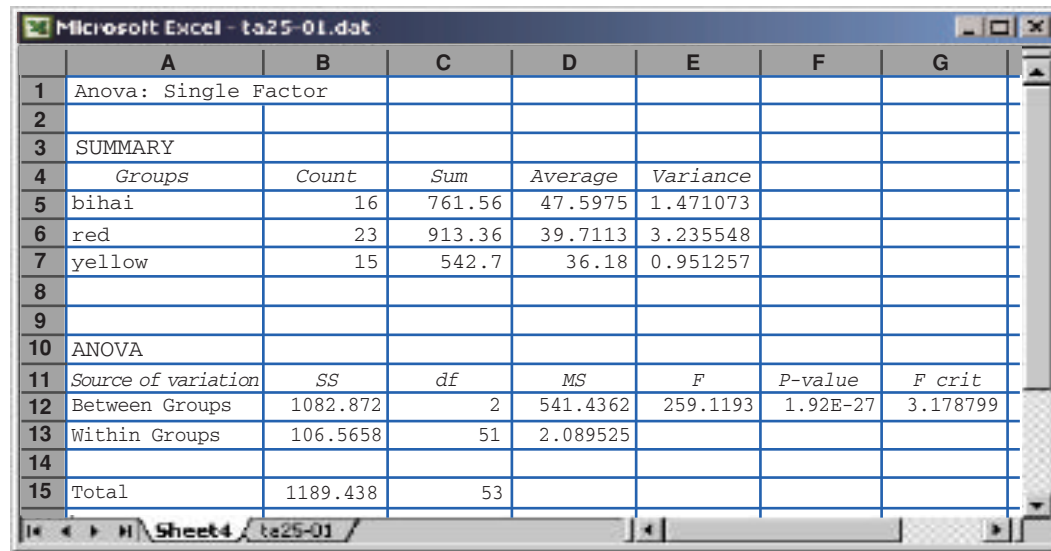 Microsoft Excel - ta25-01.dat
A B C D E F G
1 Anova: Single Factor
2
3 SUMMARY
4 Groups Count Sum Average Variance
5 bihai 16 761.56 47.5975 1.471073
6 red 23 913.36 39.7113 3.235548
7 yellow 15 542.7 36.18 0.951257
8
9
10 ANOVA
11 Source of variation SS df MS F P-value F crit
12 Between Groups 1082.872 2 541.4362 259.1193 1.92E-27 3.178799
13 Within Groups 106.5658 51 2.089525
14
15 Total 1189.438 53
Sheet4 ta25-01